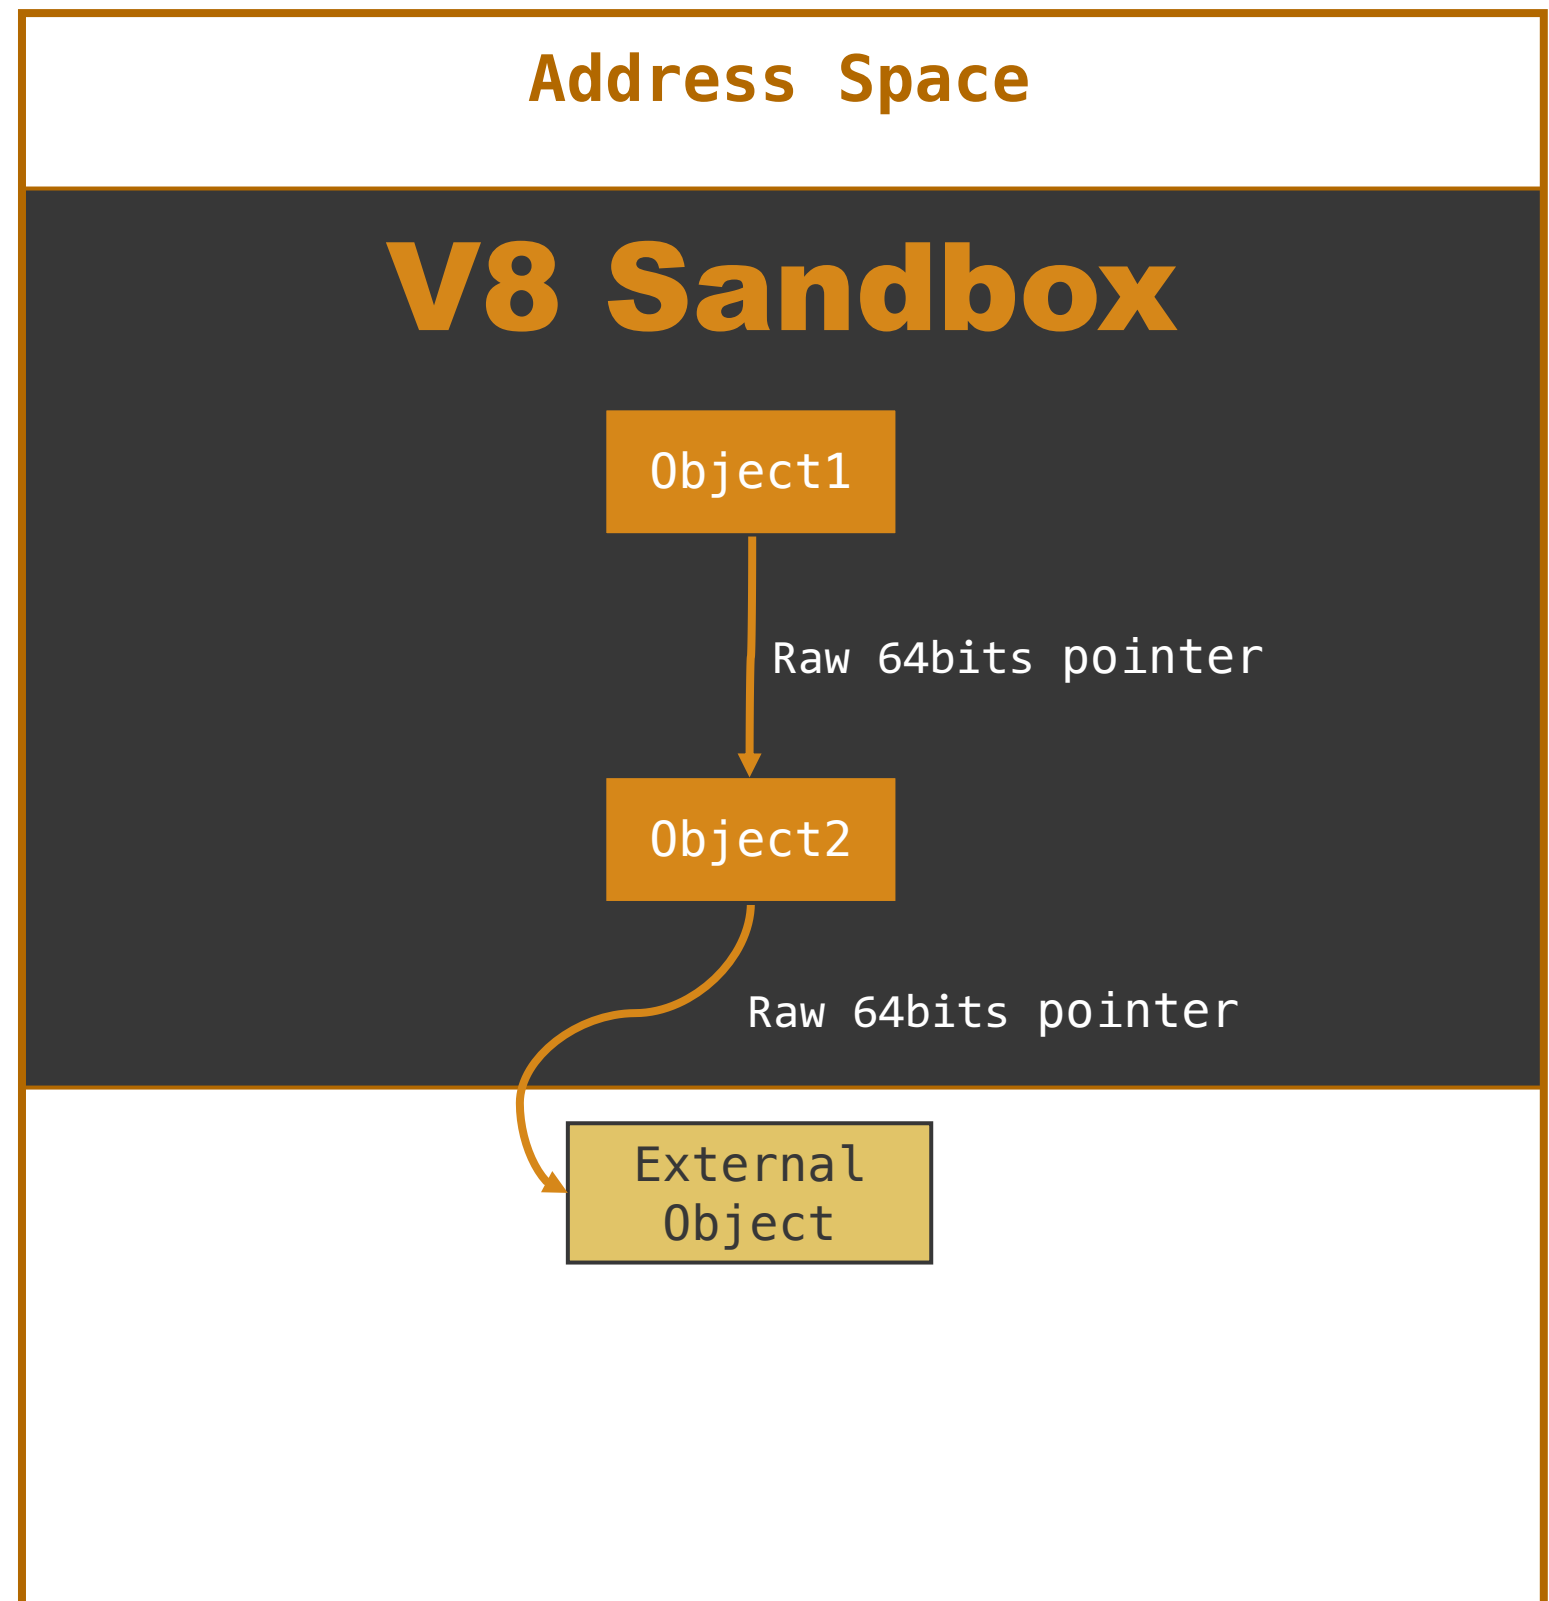 Address Space
V8 Sandbox
Object1
Raw 64bits pointer
Object2
Raw 64bits pointer
External
Object